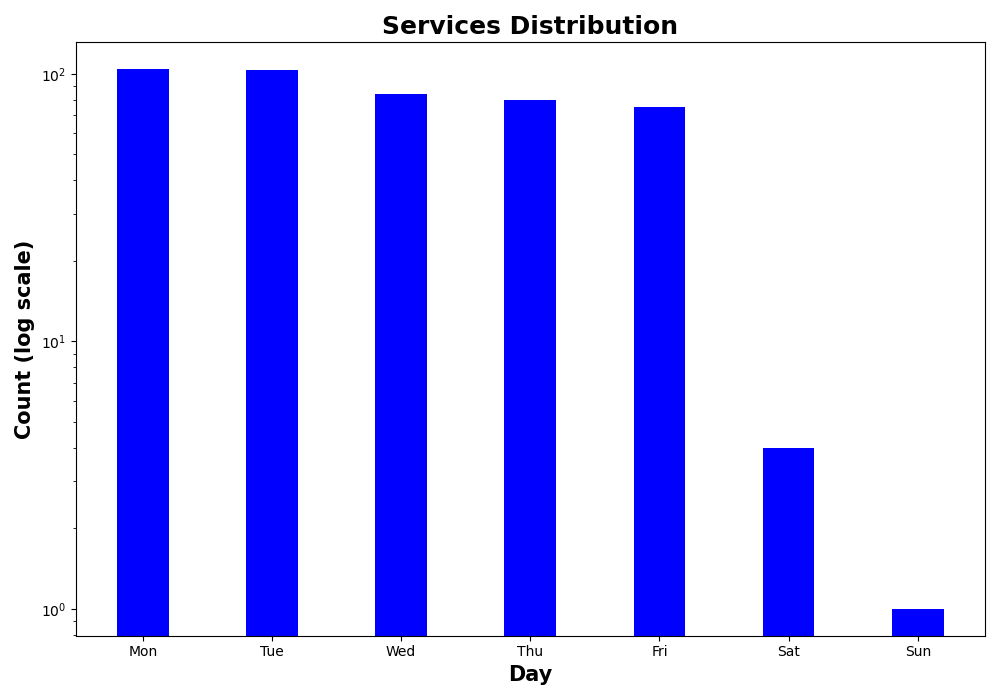 Services Distribution
Count (log scale)
10²
10¹
10⁰
Mon Tue Wed Thu Fri Sat Sun
Day